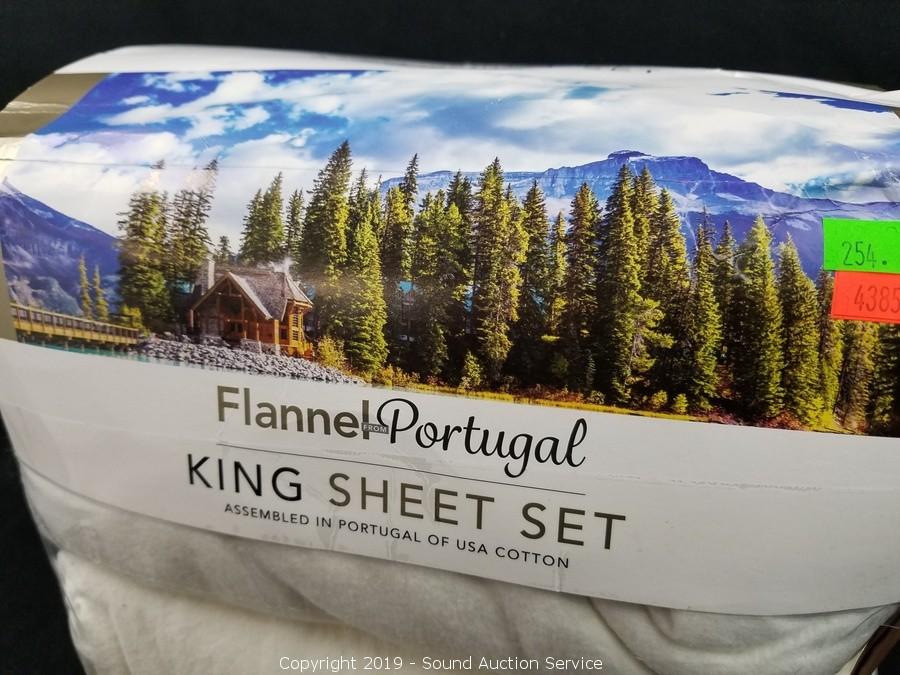 254.
4385
Flannel FROM Portugal
KING SHEET SET
ASSEMBLED IN PORTUGAL OF USA COTTON
Copyright 2019 - Sound Auction Service